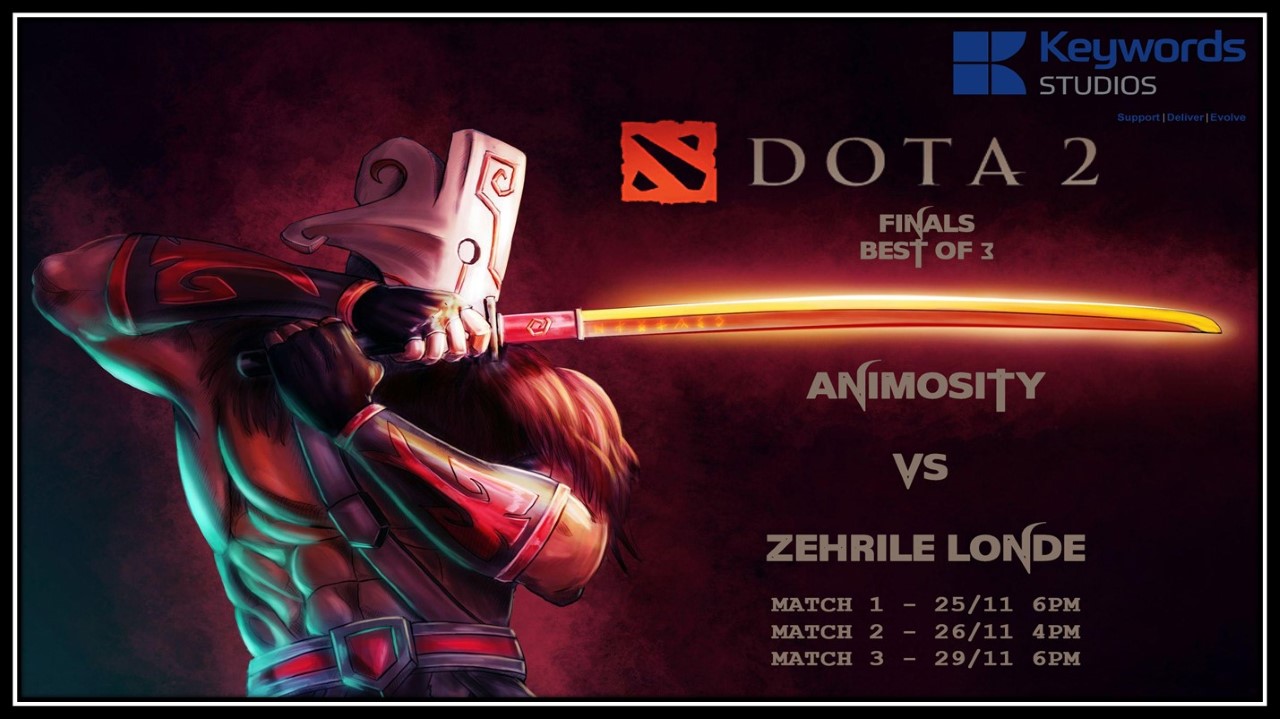 Keywords
STUDIOS
Support|Deliver|Evolve
DOTA 2
FINALS
BEST OF 3
ANIMOSITY
VS
ZEHRILE LONDE
MATCH 1 - 25/11 6PM
MATCH 2 - 26/11 4PM
MATCH 3 - 29/11 6PM